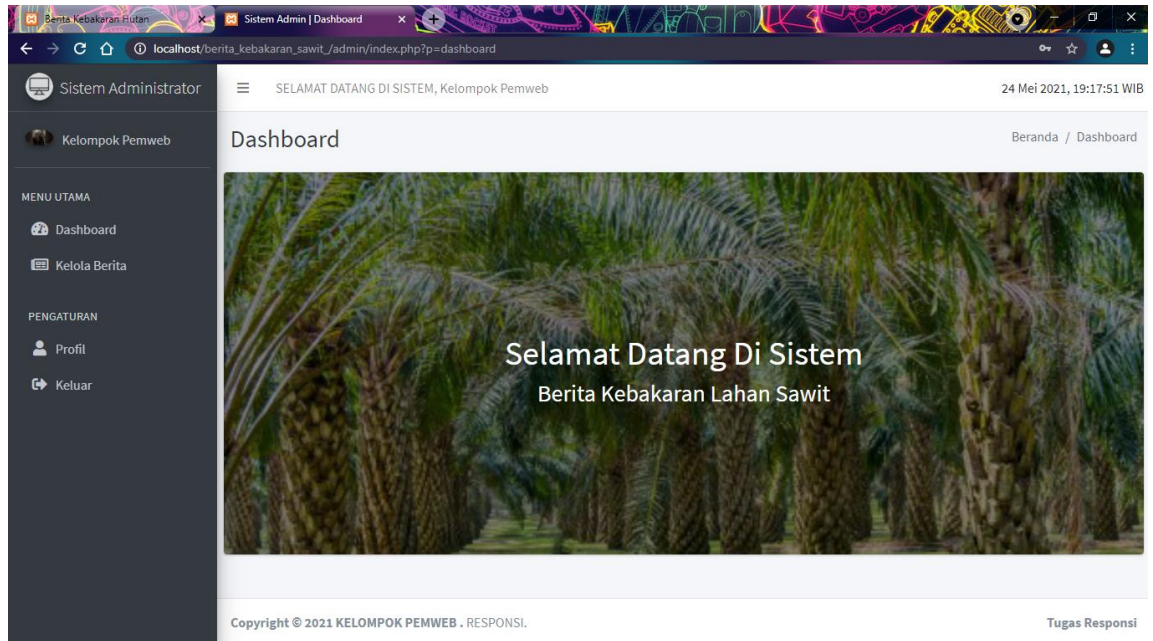 Berita Kebakaran Hutan
Sistem Admin | Dashboard
localhost/berita_kebakaran_sawit_/admin/index.php?p=dashboard
Sistem Administrator
SELAMAT DATANG DI SISTEM, Kelompok Pemweb
24 Mei 2021, 19:17:51 WIB
Kelompok Pemweb
Dashboard
Beranda / Dashboard
MENU UTAMA
Dashboard
Kelola Berita
PENGATURAN
Profil
Keluar
Selamat Datang Di Sistem
Berita Kebakaran Lahan Sawit
Copyright © 2021 KELOMPOK PEMWEB . RESPONSI.
Tugas Responsi